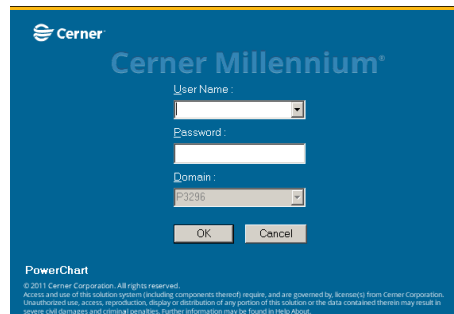 Cerner
Cerner Millennium®
User Name :
Password :
Domain :
P3296
OK Cancel
PowerChart
© 2011 Cerner Corporation. All rights reserved.
Access and use of this solution system (including components thereof) require, and are governed by, license(s) from Cerner Corporation.
Unauthorized use, access, reproduction, display or distribution of any portion of this solution or the data contained therein may result in
severe civil damages and criminal penalties. Further information may be found in Help About.